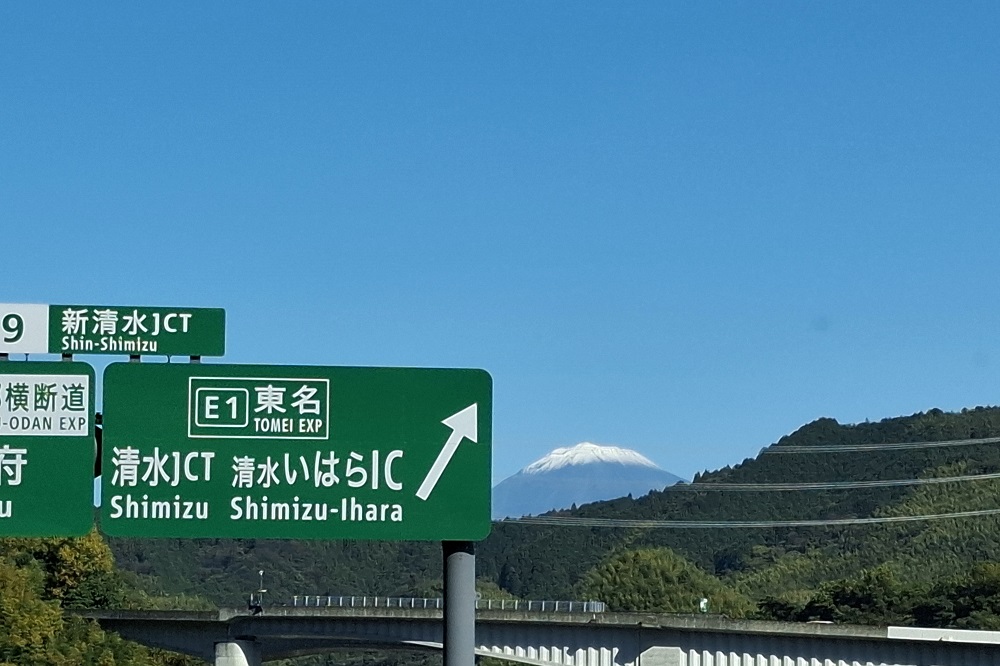 9 新清水JCT
Shin-Shimizu
横断道
-ODAN EXP
府
u
E1 東名
TOMEI EXP
清水JCT 清水いはらIC
Shimizu Shimizu-Ihara